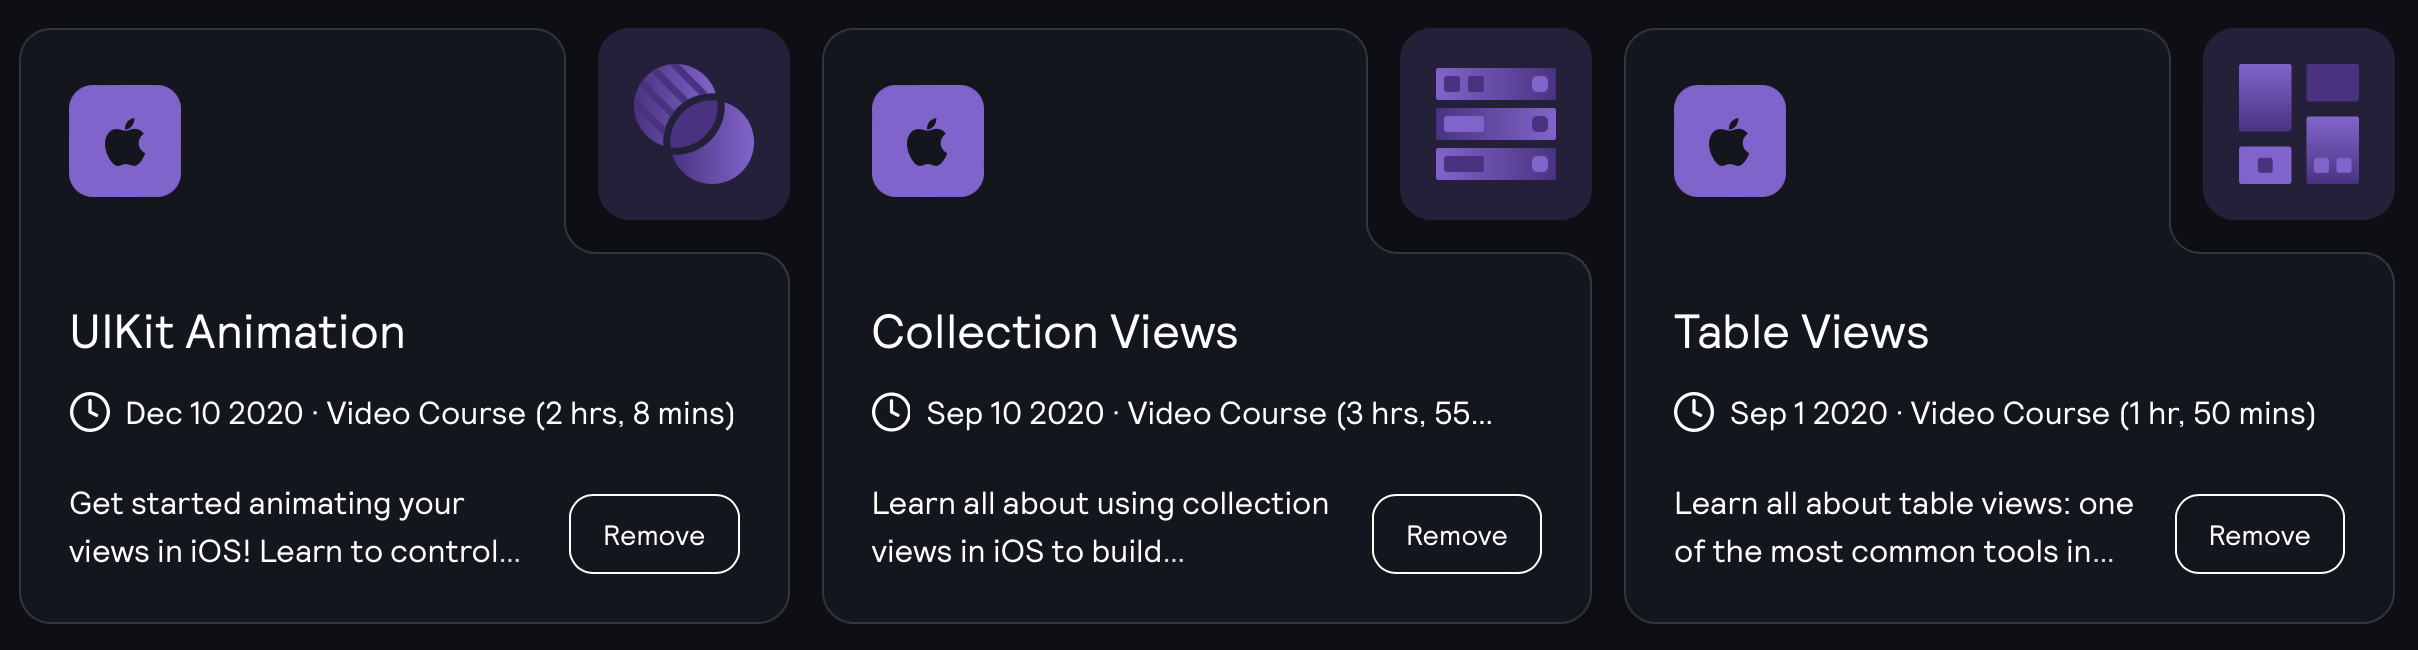 UIKit Animation
Dec 10 2020 · Video Course (2 hrs, 8 mins)
Get started animating your
views in iOS! Learn to control...
Remove
Collection Views
Sep 10 2020 · Video Course (3 hrs, 55...
Learn all about using collection
views in iOS to build...
Remove
Table Views
Sep 1 2020 · Video Course (1 hr, 50 mins)
Learn all about table views: one
of the most common tools in...
Remove